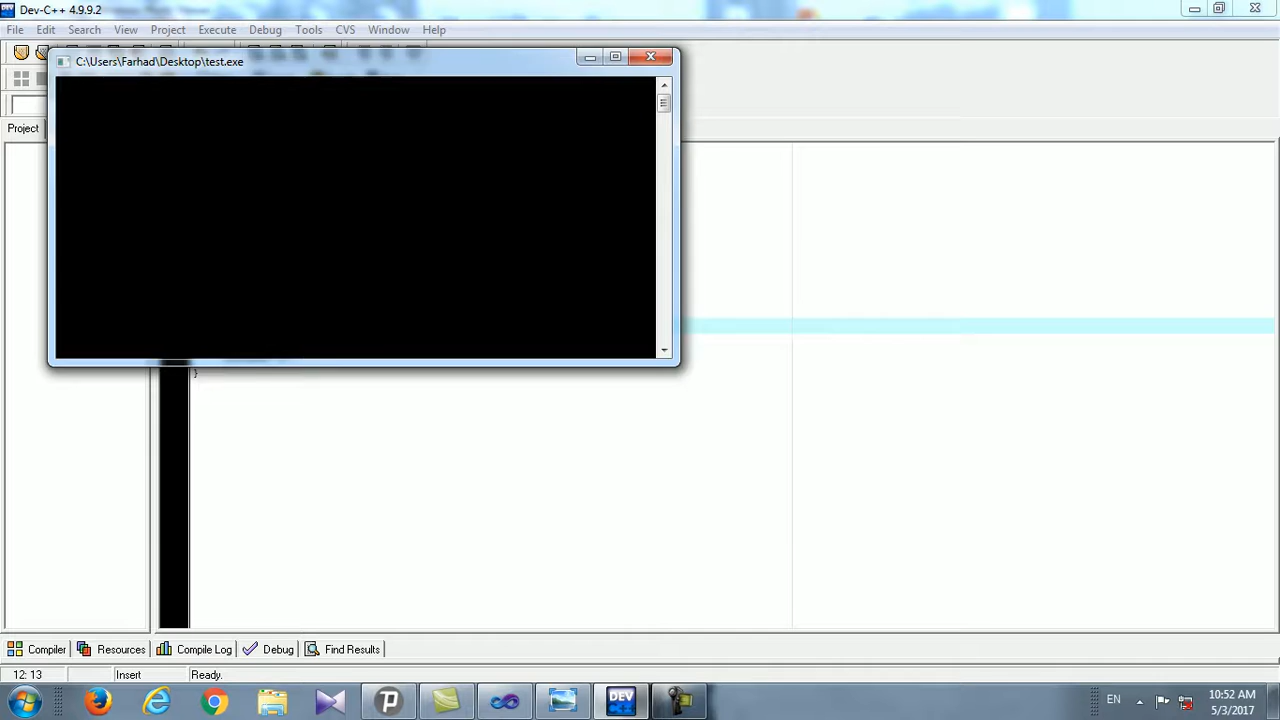 Dev-C++ 4.9.9.2
File Edit Search View Project Execute Debug Tools CVS Window Help
C:\Users\Farhad\Desktop\test.exe
Project
}
Compiler Resources Compile Log Debug Find Results
12: 13 Insert Ready.
DEV
C++
EN
10:52 AM
5/3/2017